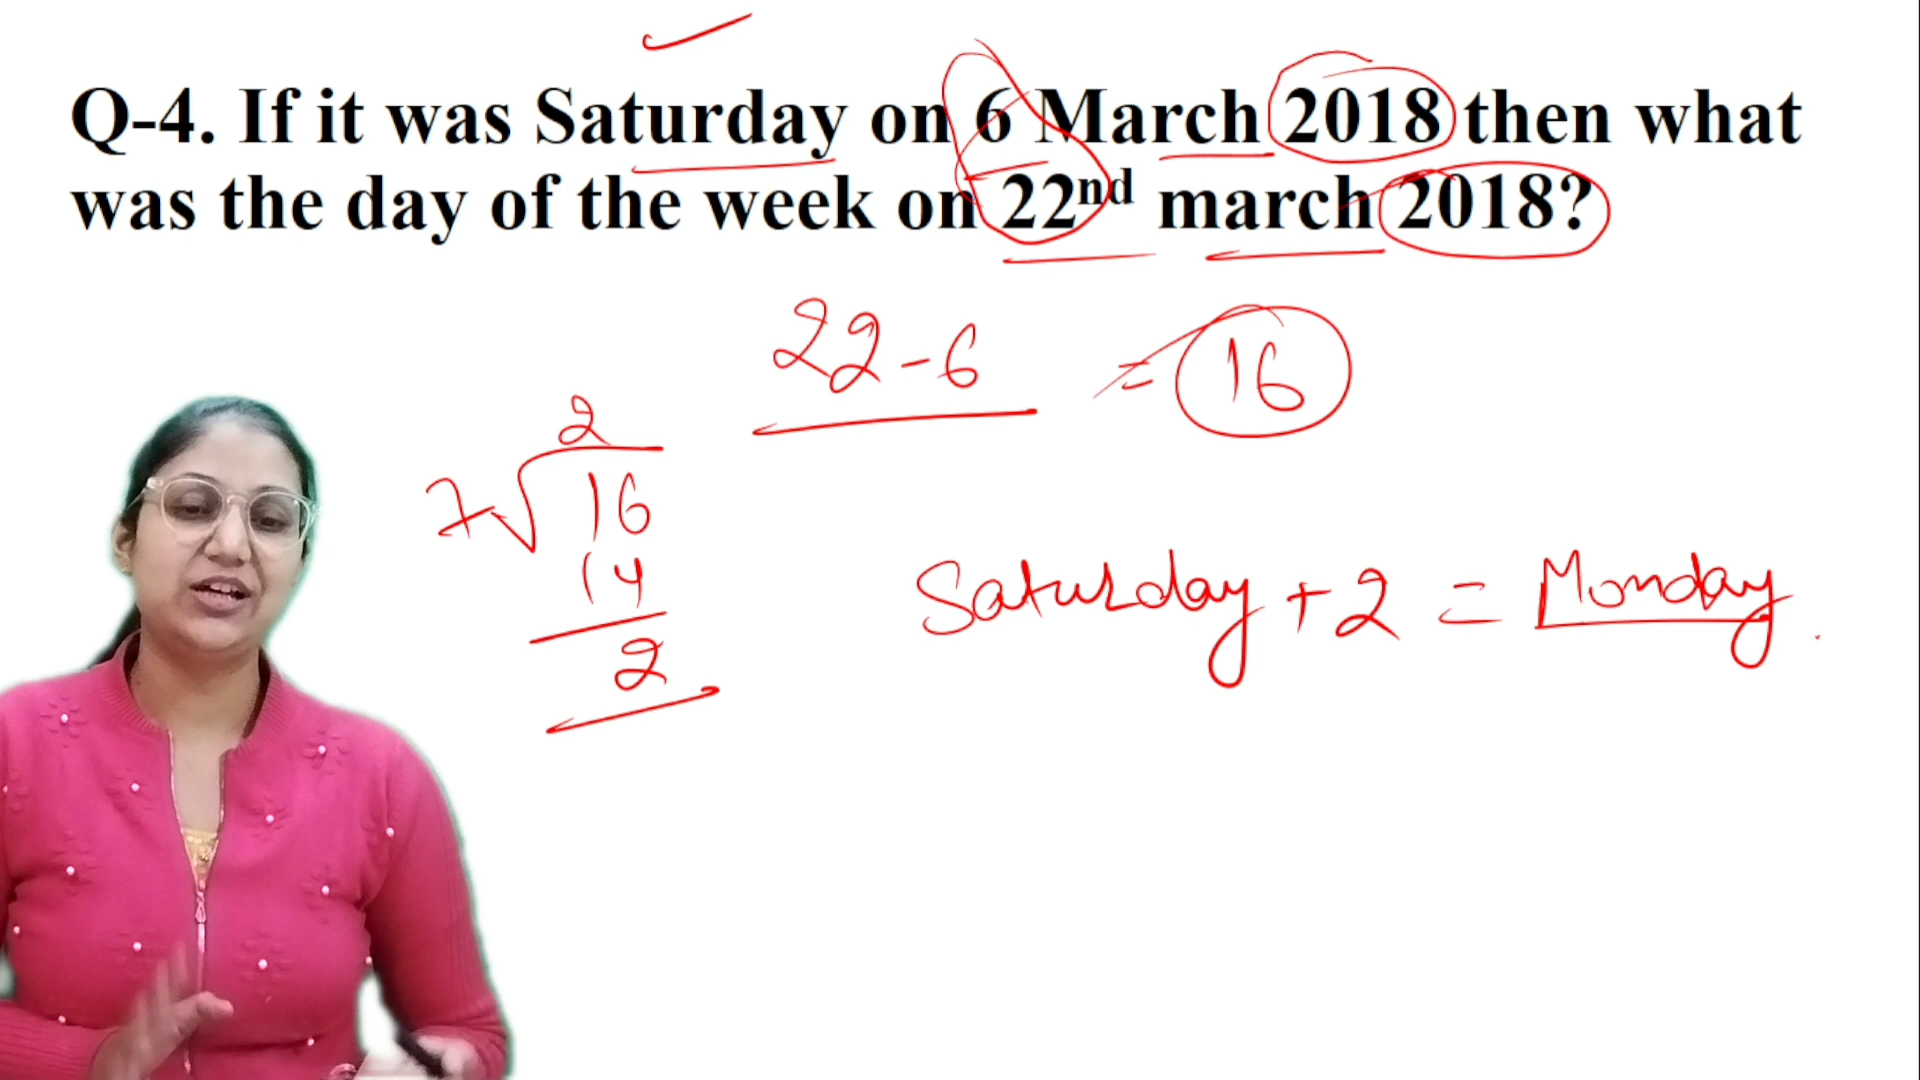 Q-4. If it was Saturday on 6 March 2018 then what
was the day of the week on 22nd march 2018?
22-6 = 16
2
7√16
14
2
Saturday + 2 = Monday.